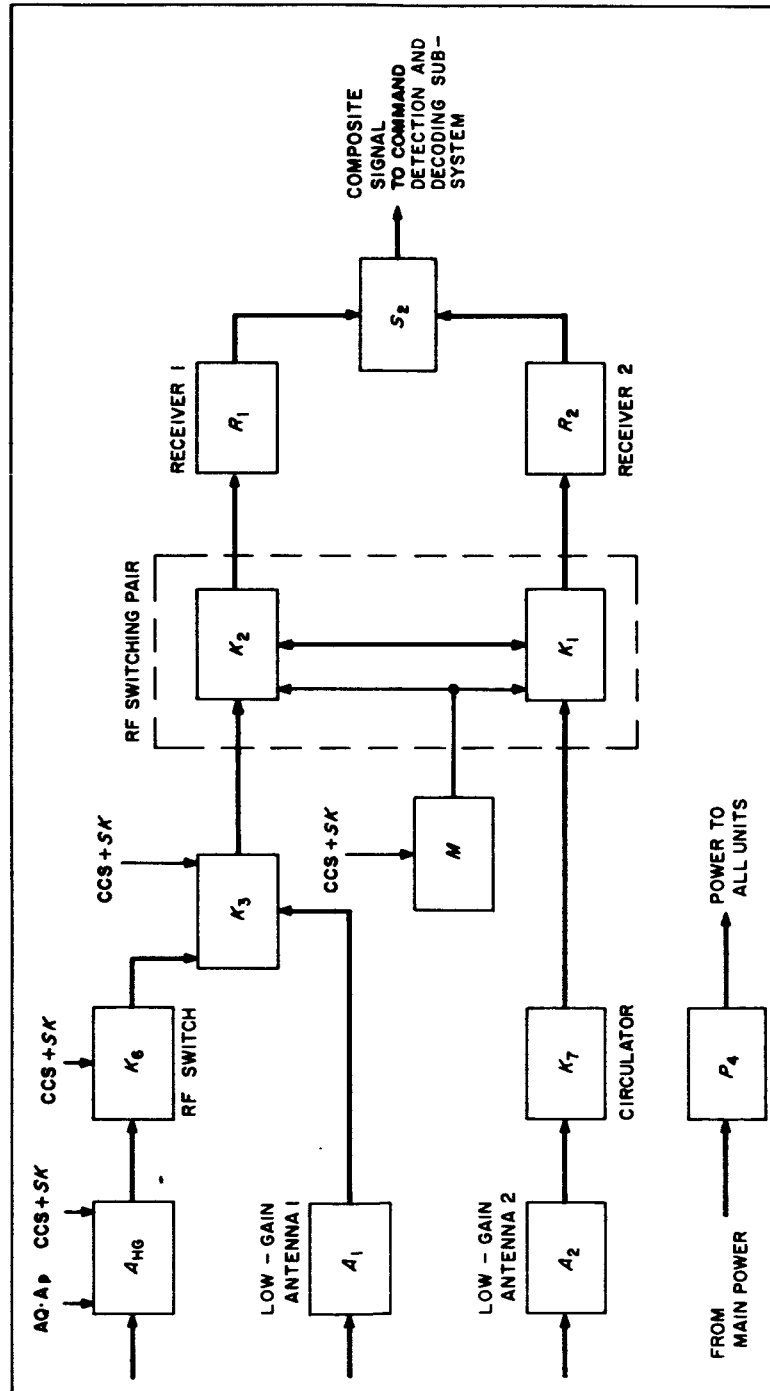 AQ·Ap
CCS + SK
A HG
CCS + SK
K6
RF SWITCH
CCS + SK
K3
LOW - GAIN
ANTENNA 1
A1
CCS + SK
M
RF SWITCHING PAIR
K2
K1
RECEIVER 1
R1
RECEIVER 2
R2
S2
COMPOSITE
SIGNAL
TO COMMAND
DETECTION AND
DECODING SUB-
SYSTEM
LOW - GAIN
ANTENNA 2
A2
K7
CIRCULATOR
FROM
MAIN POWER
P4
POWER TO
ALL UNITS